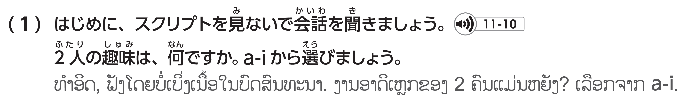 (1) はじめに、スクリプトを見ないで会話を聞きましょう。 11-10
2人の趣味は、何ですか。a-iから選びましょう。
ທຳອິດ, ຟັງໂດຍບໍ່ເບິ່ງເນື້ອໃນບົດສົນທະນາ. ງານອາດິເຫຼກຂອງ 2 ຄົນແມ່ນຫຍັງ? ເລືອກຈາກ a-i.